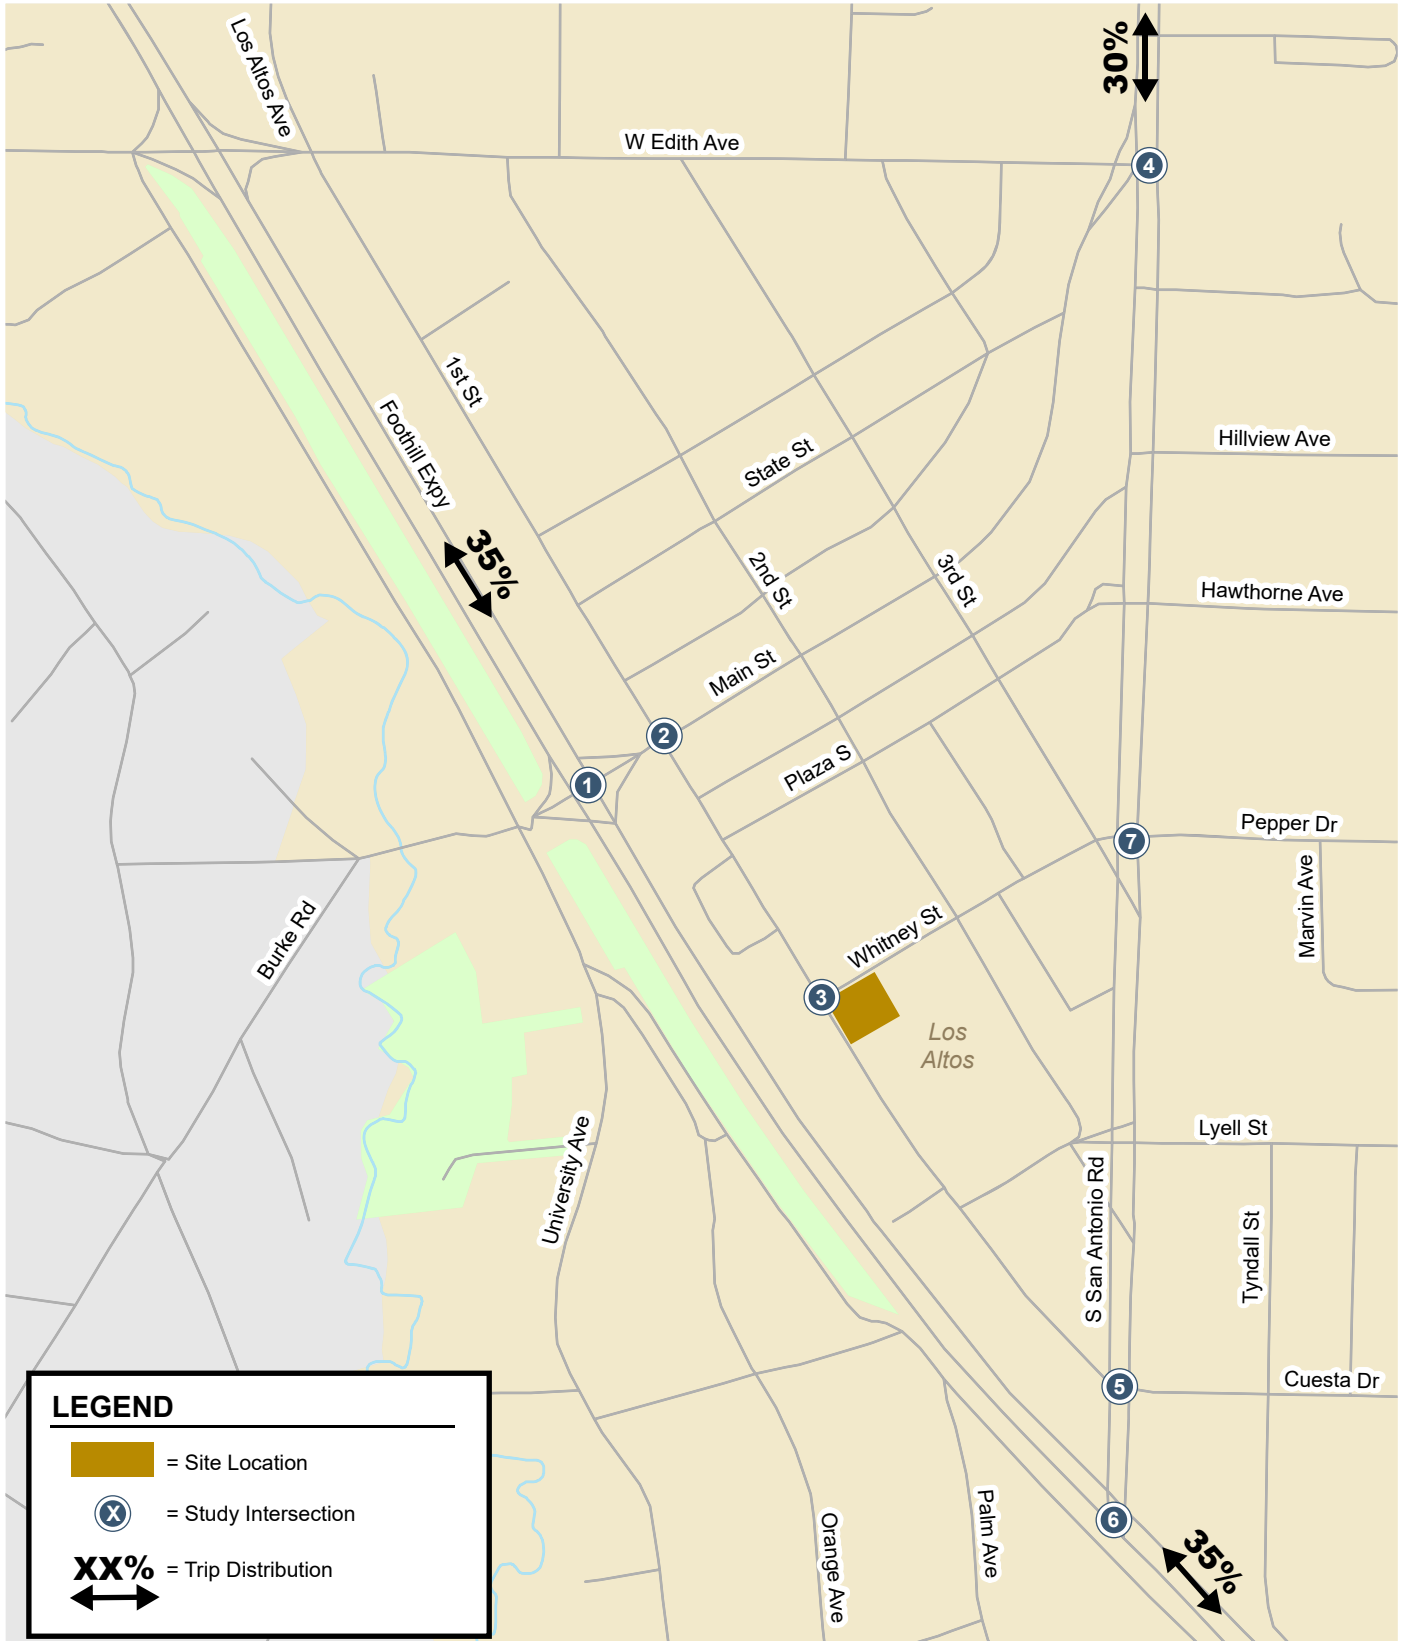 30%
Los Altos Ave
W Edith Ave
4
1st St
Foothill Expy
State St
Hillview Ave
35%
2nd St
3rd St
Hawthorne Ave
Main St
2
Plaza S
1
Pepper Dr
7
Marvin Ave
Burke Rd
Whitney St
3
Los
Altos
University Ave
Lyell St
S San Antonio Rd
Tyndall St
5
Cuesta Dr
LEGEND
= Site Location
X
= Study Intersection
XX%
= Trip Distribution
Orange Ave
Palm Ave
6
35%